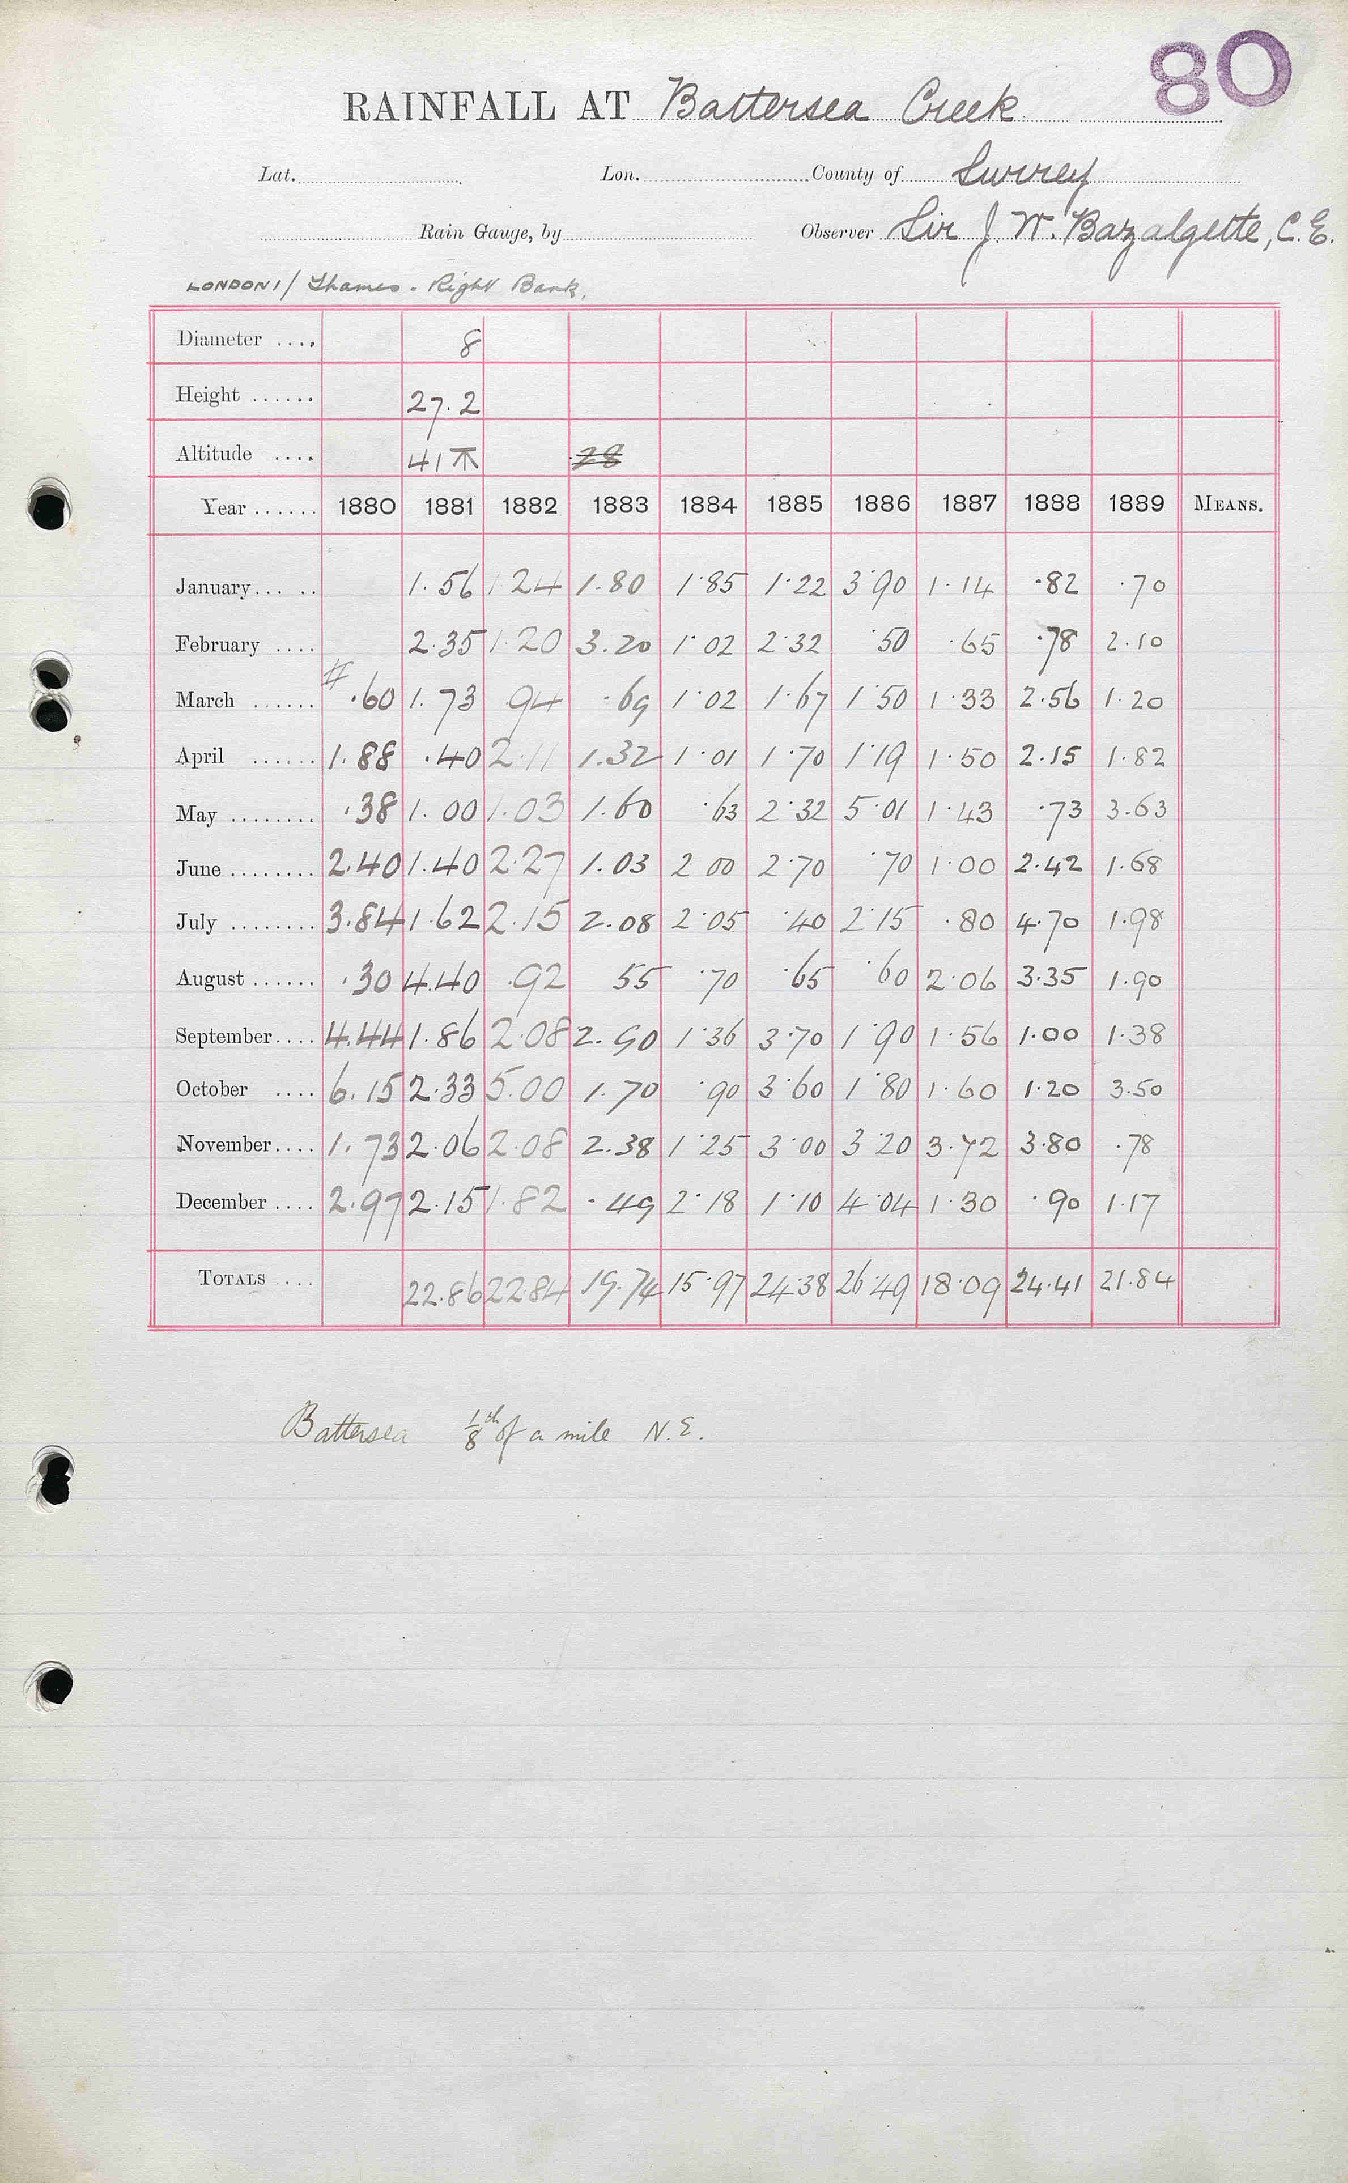 80
RAINFALL AT Battersea Creek
Lat. Lon. County of Surrey
Rain Gauge, by Observer Sir J. W. Bazalgette, C.E.
LONDON 1/ Thames - Right Bank.
Diameter .... 8
Height ...... 27.2
Altitude .... 41 28
Year ...... 1880 1881 1882 1883 1884 1885 1886 1887 1888 1889 MEANS.
January ..... 1.56 1.24 1.80 1.85 1.22 3.90 1.14 .82 .70
February .... 2.35 1.20 3.20 1.02 2.32 .50 .65 .78 2.10
March ...... # .60 1.73 .94 .69 1.02 1.67 1.50 1.33 2.56 1.20
April ...... 1.88 .40 2.11 1.32 1.01 1.70 1.19 1.50 2.15 1.82
May ........ .38 1.00 1.03 1.60 .63 2.32 5.01 1.43 .73 3.63
June ........ 2.40 1.40 2.27 1.03 2 00 2.70 .70 1.00 2.42 1.68
July ........ 3.84 1.62 2.15 2.08 2.05 .40 2.15 .80 4.70 1.98
August ...... .30 4.40 .92 55 .70 .65 .60 2.06 3.35 1.90
September .... 4.44 1.86 2.08 2.90 1.36 3.70 1.90 1.56 1.00 1.38
October .... 6.15 2.33 5.00 1.70 .90 3.60 1.80 1.60 1.20 3.50
November .... 1.73 2.06 2.08 2.38 1.25 3.00 3.20 3.72 3.80 .78
December .... 2.97 2.15 1.82 .49 2.18 1.10 4.04 1.30 .90 1.17
TOTALS .... 22.86 22.84 19.74 15.97 24.38 26.49 18.09 24.41 21.84
Battersea 1/8th of a mile N.E.